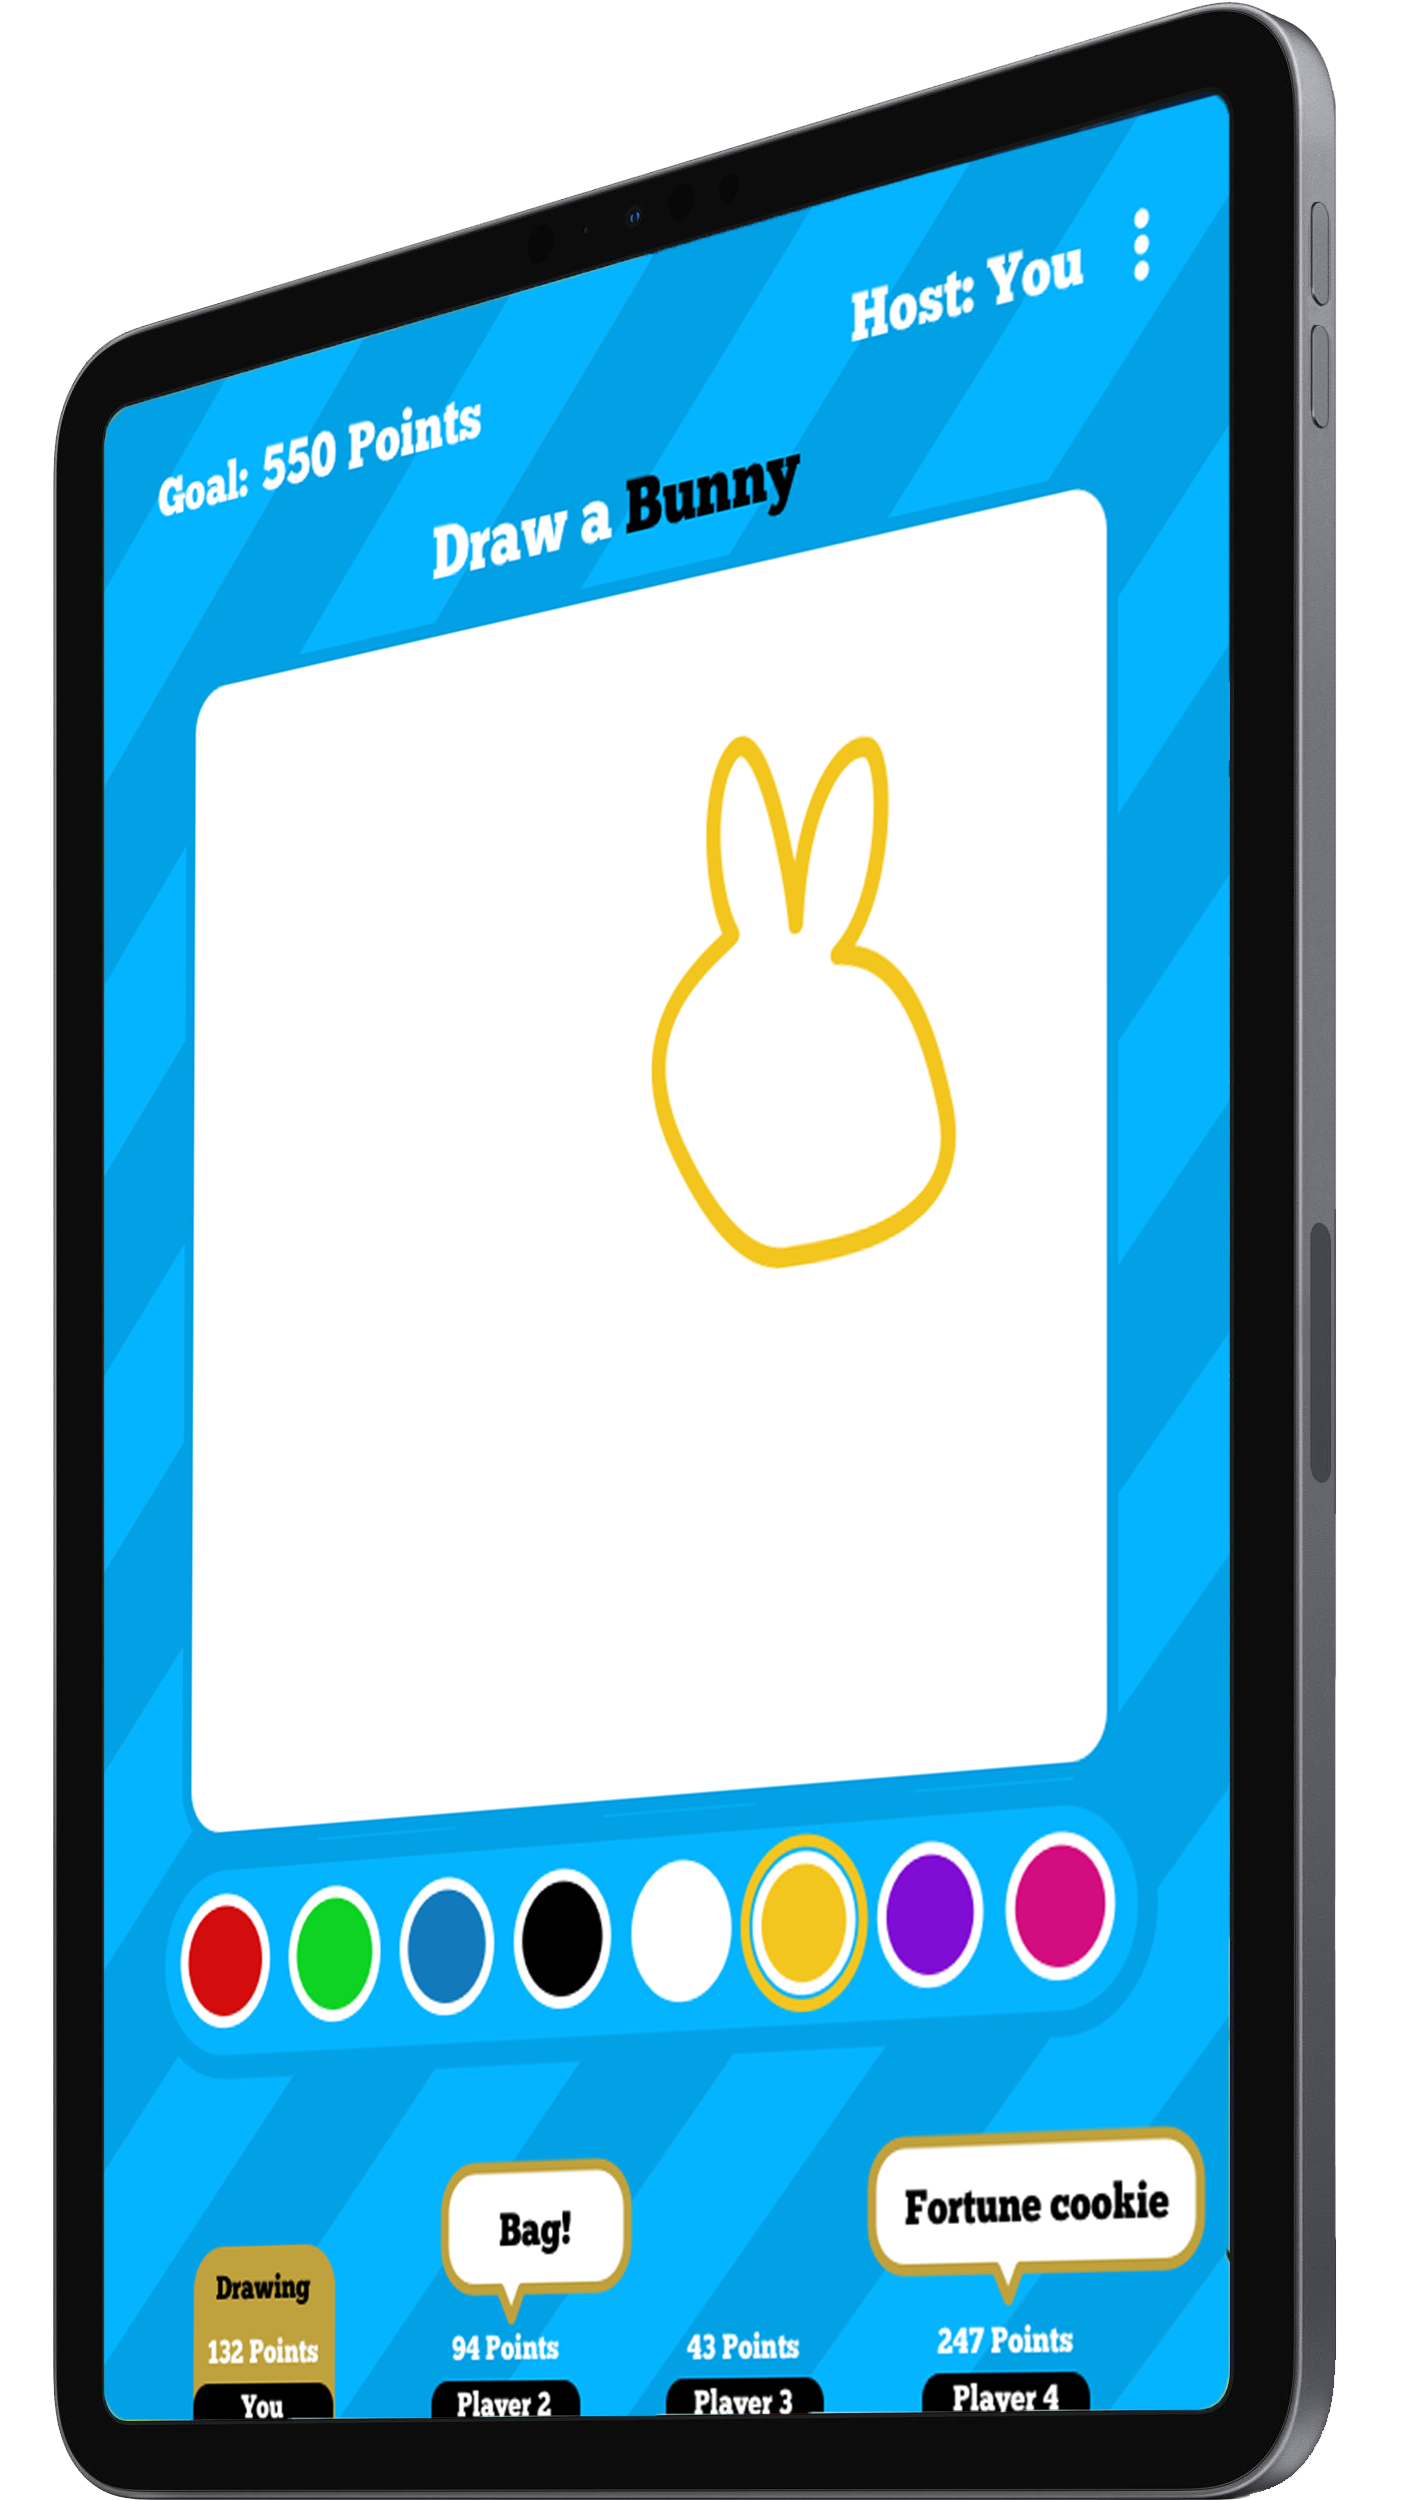 Host: You
Goal: 550 Points
Draw a Bunny
Bag!
Fortune cookie
Drawing
132 Points
94 Points
43 Points
247 Points
You
Player 2
Player 3
Player 4